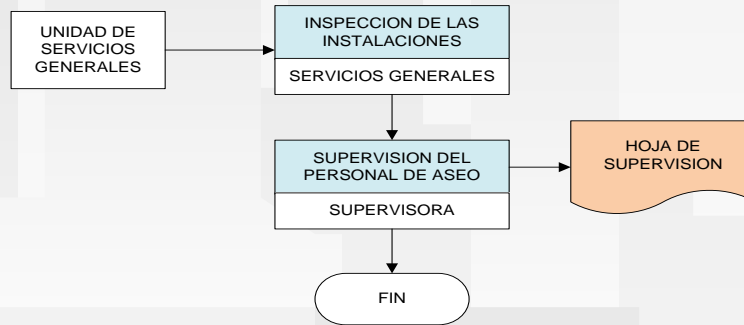 UNIDAD DE
SERVICIOS
GENERALES
INSPECCION DE LAS
INSTALACIONES
SERVICIOS GENERALES
SUPERVISION DEL
PERSONAL DE ASEO
SUPERVISORA
HOJA DE
SUPERVISION
FIN